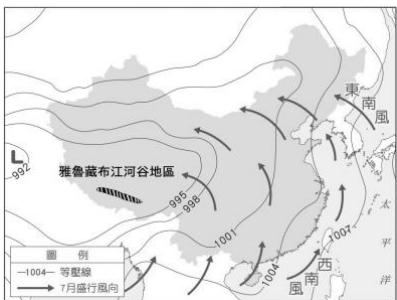 東
南
風
L
992
雅魯藏布江河谷地區
995
998
1001
1004
1007
太
平
洋
西
南
風
圖 例
—1004— 等壓線
7月盛行風向